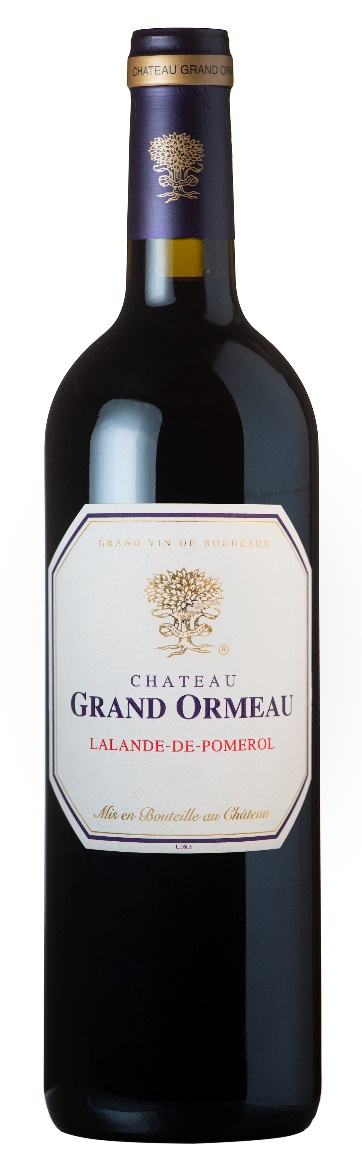 CHATEAU GRAND OR
GRAND VIN DE BORDEAUX
®
CHATEAU
GRAND ORMEAU
LALANDE-DE-POMEROL
Mis en Bouteille au Château